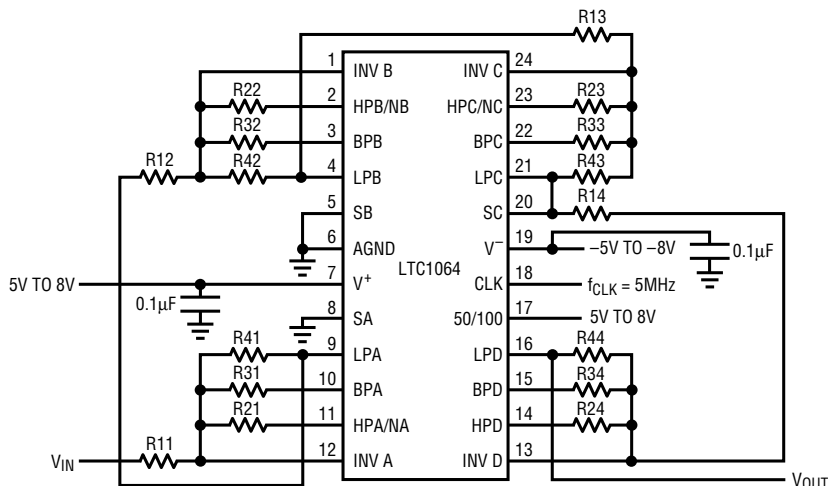 R13
1 INV B INV C 24
R22 2 HPB/NB HPC/NC 23 R23
R32 3 BPB BPC 22 R33
R12 R42 4 LPB LPC 21 R43
5 SB SC 20 R14
6 AGND V– 19 –5V TO –8V 0.1µF
LTC1064
5V TO 8V 7 V+ CLK 18 fCLK = 5MHz
0.1µF 8 SA 50/100 17 5V TO 8V
R41 9 LPA LPD 16 R44
R31 10 BPA BPD 15 R34
R21 11 HPA/NA HPD 14 R24
VIN R11 12 INV A INV D 13
VOUT